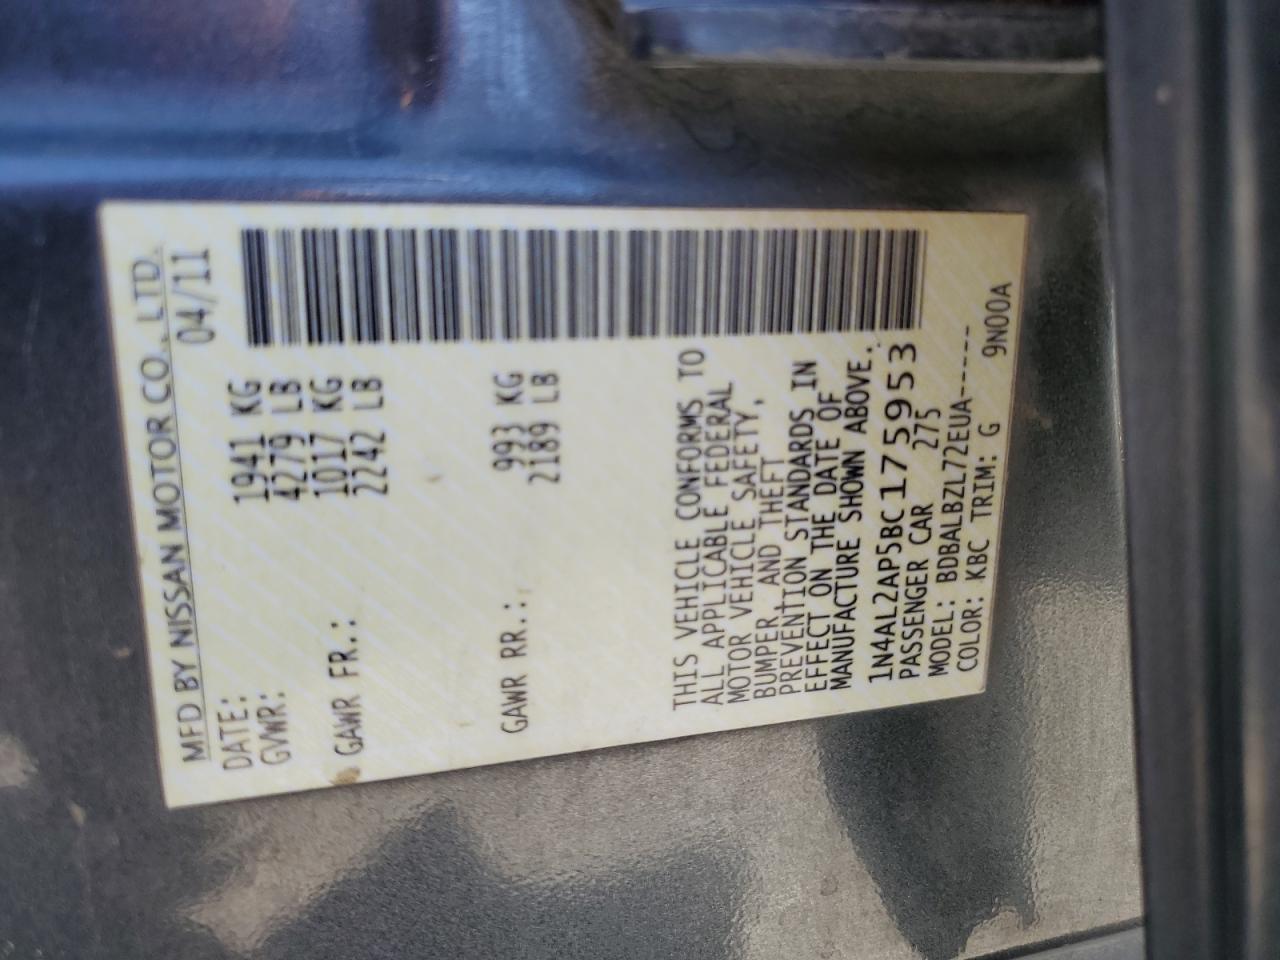 MFD BY NISSAN MOTOR CO., LTD.
DATE: 04/11
GVWR: 1941 KG
4279 LB
GAWR FR.: 1017 KG
2242 LB
GAWR RR.: 993 KG
2189 LB
THIS VEHICLE CONFORMS TO
ALL APPLICABLE FEDERAL
MOTOR VEHICLE SAFETY,
BUMPER, AND THEFT
PREVENTION STANDARDS IN
EFFECT ON THE DATE OF
MANUFACTURE SHOWN ABOVE.
1N4AL2AP5BC175953
PASSENGER CAR 275
MODEL: BDBALBZL72EUA------
COLOR: KBC TRIM: G 9N00A